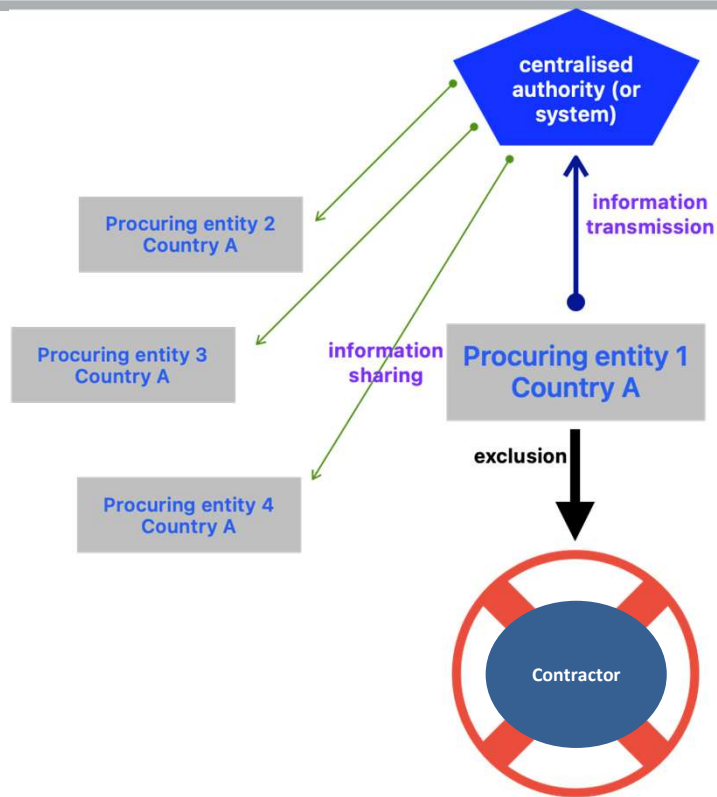 centralised
authority (or
system)
information
transmission
Procuring entity 2
Country A
Procuring entity 3
Country A
information
sharing
Procuring entity 1
Country A
exclusion
Procuring entity 4
Country A
Contractor